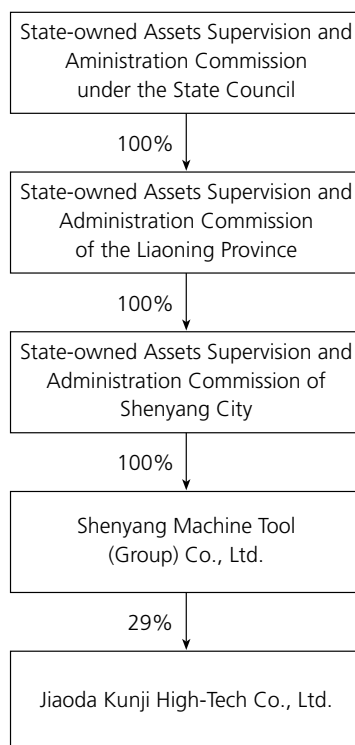 State-owned Assets Supervision and
Aministration Commission
under the State Council
100%
State-owned Assets Supervision and
Administration Commission
of the Liaoning Province
100%
State-owned Assets Supervision and
Administration Commission of
Shenyang City
100%
Shenyang Machine Tool
(Group) Co., Ltd.
29%
Jiaoda Kunji High-Tech Co., Ltd.